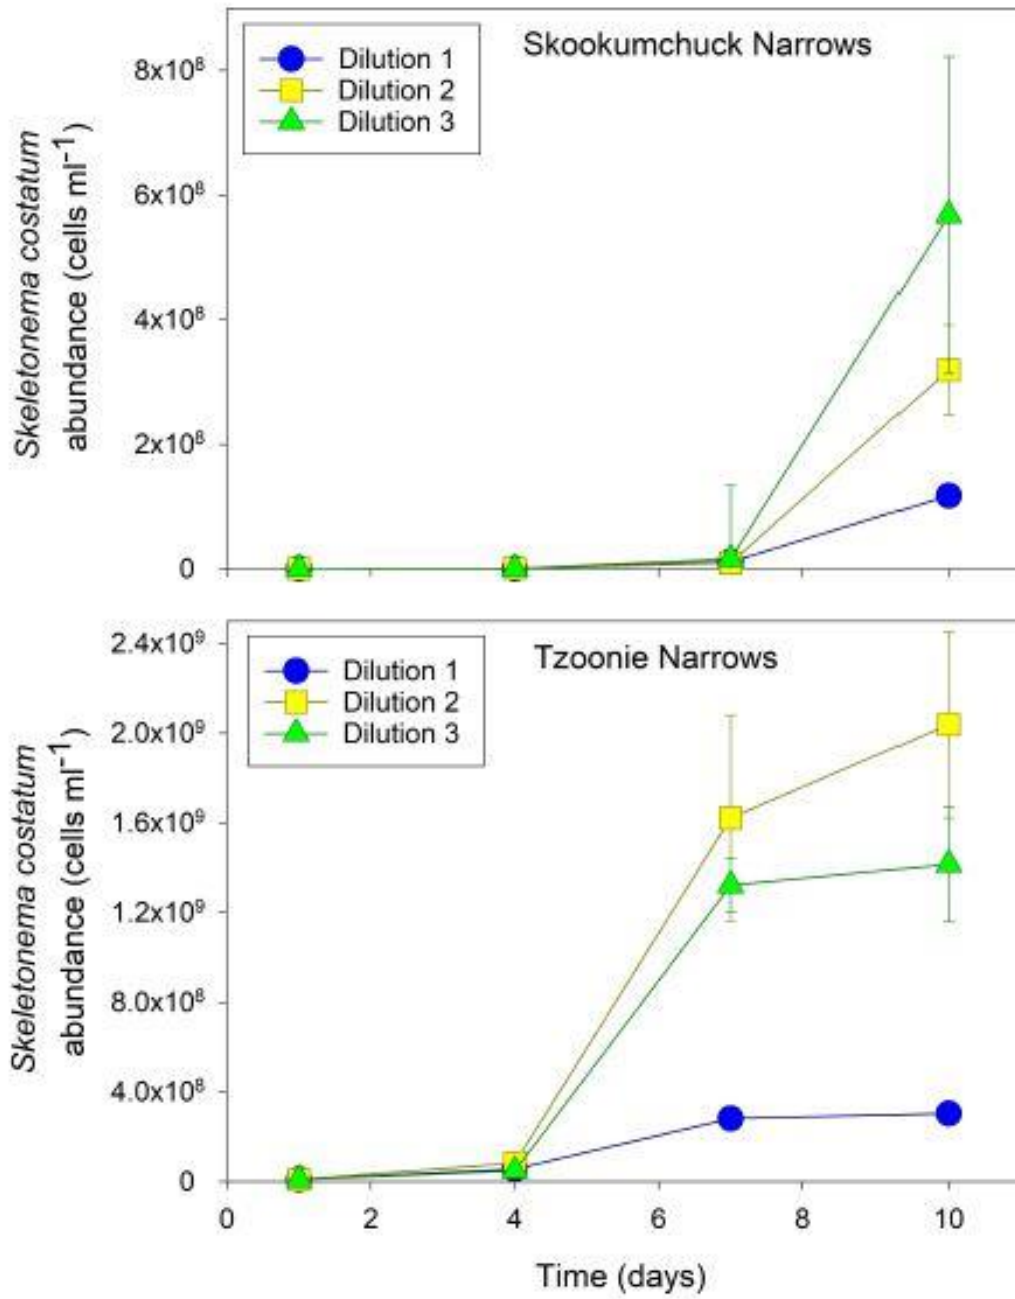 Skookumchuck Narrows
Dilution 1
Dilution 2
Dilution 3
Skeletonema costatum
abundance (cells ml⁻¹)
8x10⁸
6x10⁸
4x10⁸
2x10⁸
0
Tzoonie Narrows
Dilution 1
Dilution 2
Dilution 3
Skeletonema costatum
abundance (cells ml⁻¹)
2.4x10⁹
2.0x10⁹
1.6x10⁹
1.2x10⁹
8.0x10⁸
4.0x10⁸
0
0 2 4 6 8 10
Time (days)